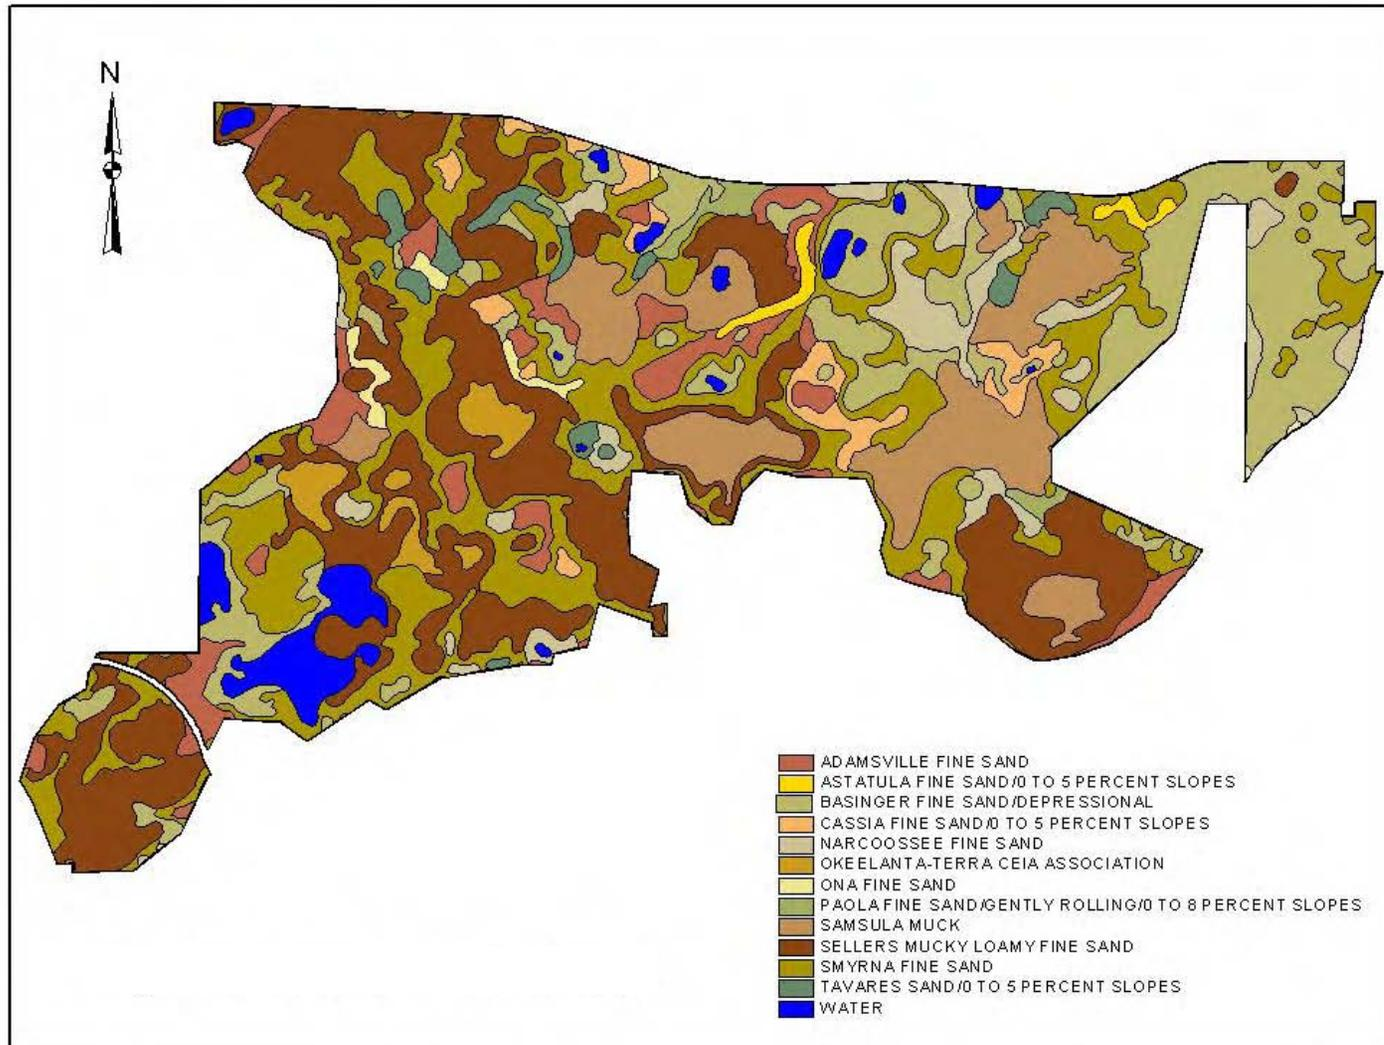 N
ADAMSVILLE FINE SAND
ASTATULA FINE SAND/0 TO 5 PERCENT SLOPES
BASINGER FINE SAND/DEPRESSIONAL
CASSIA FINE SAND/0 TO 5 PERCENT SLOPES
NARCOOSSEE FINE SAND
OKEELANTA-TERRA CEIA ASSOCIATION
ONA FINE SAND
PAOLA FINE SAND/GENTLY ROLLING/0 TO 8 PERCENT SLOPES
SAMSULA MUCK
SELLERS MUCKY LOAMY FINE SAND
SMYRNA FINE SAND
TAVARES SAND/0 TO 5 PERCENT SLOPES
WATER